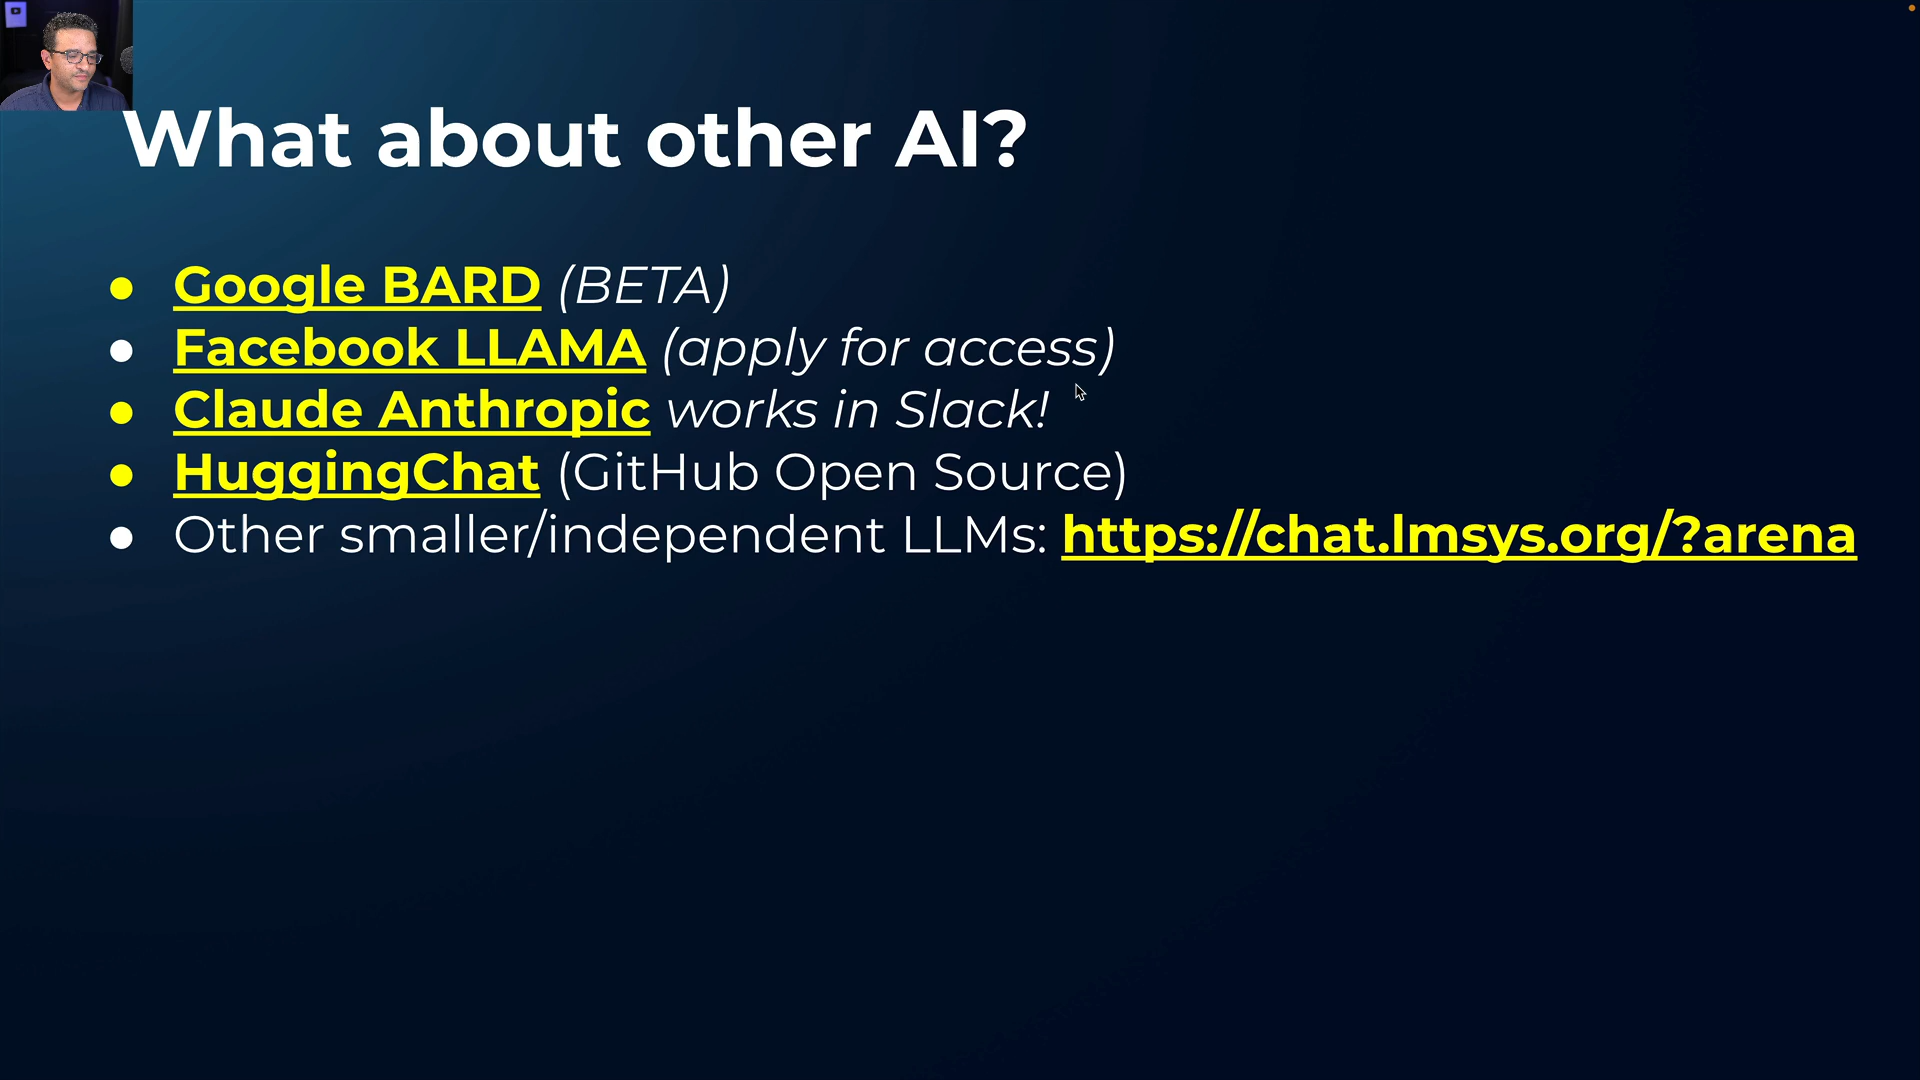 What about other AI?
● Google BARD (BETA)
● Facebook LLAMA (apply for access)
● Claude Anthropic works in Slack!
● HuggingChat (GitHub Open Source)
● Other smaller/independent LLMs: https://chat.lmsys.org/?arena